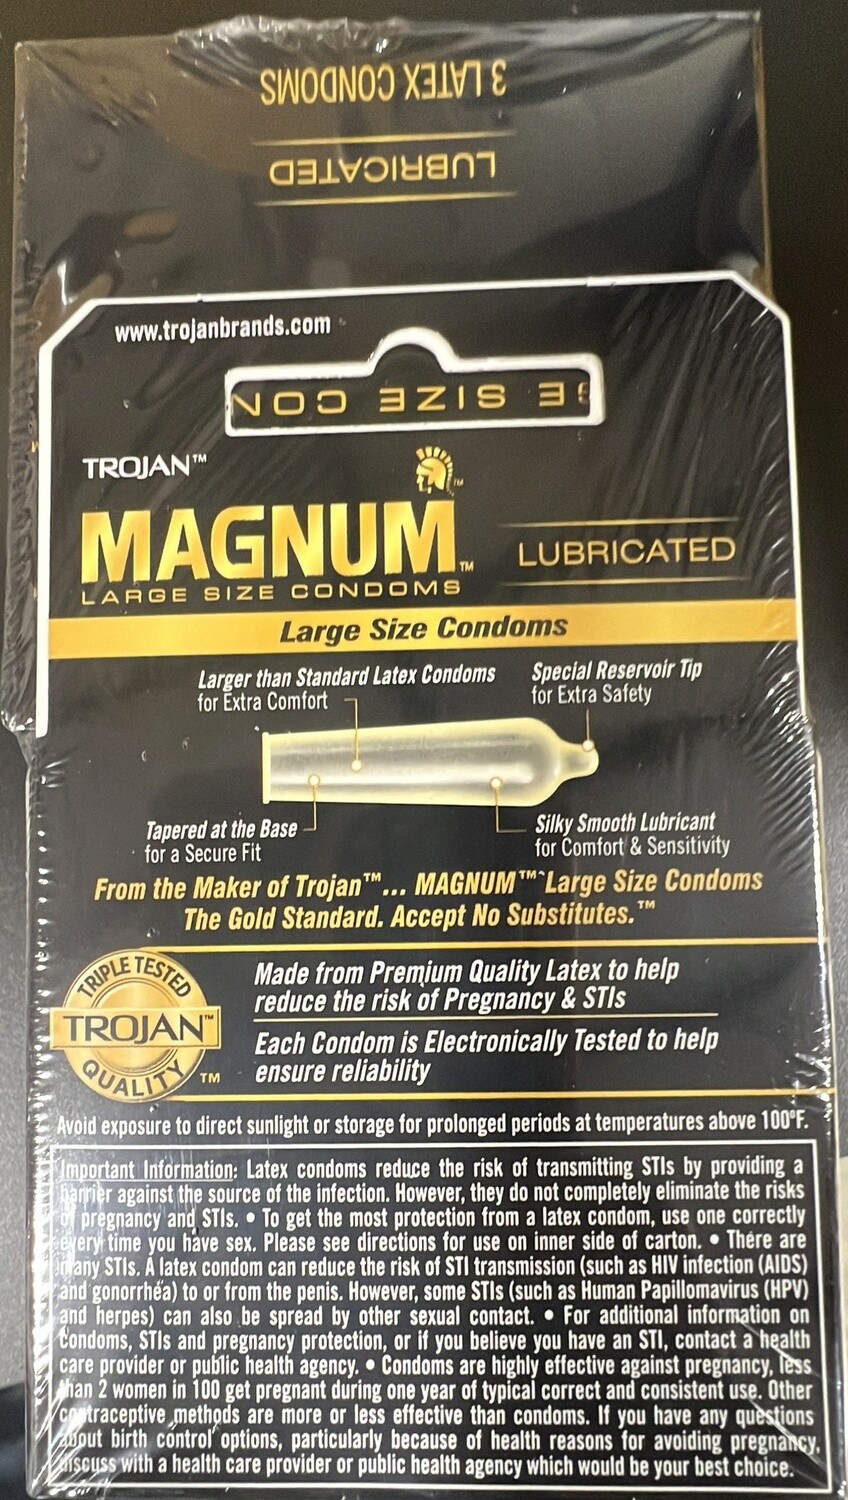 3 LATEX CONDOMS
LUBRICATED
www.trojanbrands.com
E SIZE CON
TROJAN™
MAGNUM™
LUBRICATED
LARGE SIZE CONDOMS
Large Size Condoms
Larger than Standard Latex Condoms
for Extra Comfort
Special Reservoir Tip
for Extra Safety
Tapered at the Base
for a Secure Fit
Silky Smooth Lubricant
for Comfort & Sensitivity
From the Maker of Trojan™... MAGNUM™ Large Size Condoms
The Gold Standard. Accept No Substitutes.™
TRIPLE TESTED
TROJAN™
QUALITY ™
Made from Premium Quality Latex to help
reduce the risk of Pregnancy & STIs
Each Condom is Electronically Tested to help
ensure reliability
Avoid exposure to direct sunlight or storage for prolonged periods at temperatures above 100°F.
Important Information: Latex condoms reduce the risk of transmitting STIs by providing a
barrier against the source of the infection. However, they do not completely eliminate the risks
of pregnancy and STIs. • To get the most protection from a latex condom, use one correctly
every time you have sex. Please see directions for use on inner side of carton. • There are
many STIs. A latex condom can reduce the risk of STI transmission (such as HIV infection (AIDS)
and gonorrhea) to or from the penis. However, some STIs (such as Human Papillomavirus (HPV)
and herpes) can also be spread by other sexual contact. • For additional information on
condoms, STIs and pregnancy protection, or if you believe you have an STI, contact a health
care provider or public health agency. • Condoms are highly effective against pregnancy, less
than 2 women in 100 get pregnant during one year of typical correct and consistent use. Other
contraceptive methods are more or less effective than condoms. If you have any questions
about birth control options, particularly because of health reasons for avoiding pregnancy,
discuss with a health care provider or public health agency which would be your best choice.